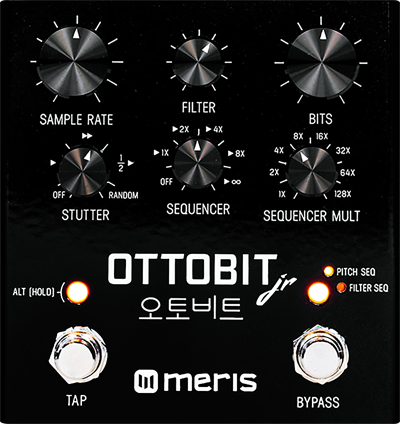 SAMPLE RATE
FILTER
BITS
OFF
▶▶
1/2
RANDOM
STUTTER
OFF
1X
2X
4X
8X
∞
SEQUENCER
1X
2X
4X
8X
16X
32X
64X
128X
SEQUENCER MULT
OTTOBIT jr
오토비트
ALT (HOLD)
PITCH SEQ
FILTER SEQ
meris
TAP
BYPASS